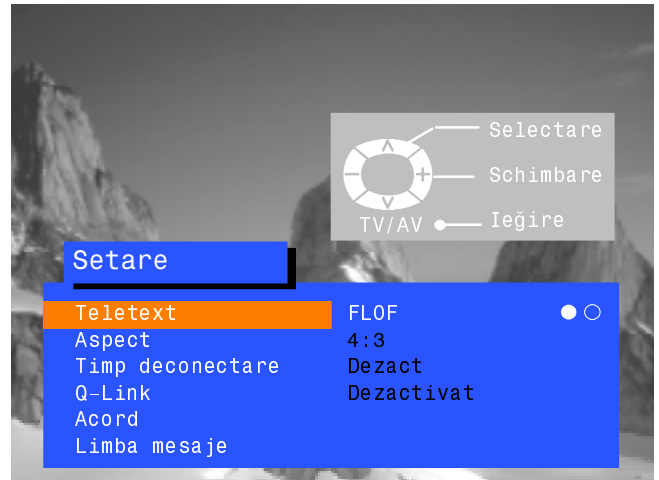 Selectare
Schimbare
TV/AV Ieğire
Setare
Teletext FLOF
Aspect 4:3
Timp deconectare Dezact
Q-Link Dezactivat
Acord
Limba mesaje